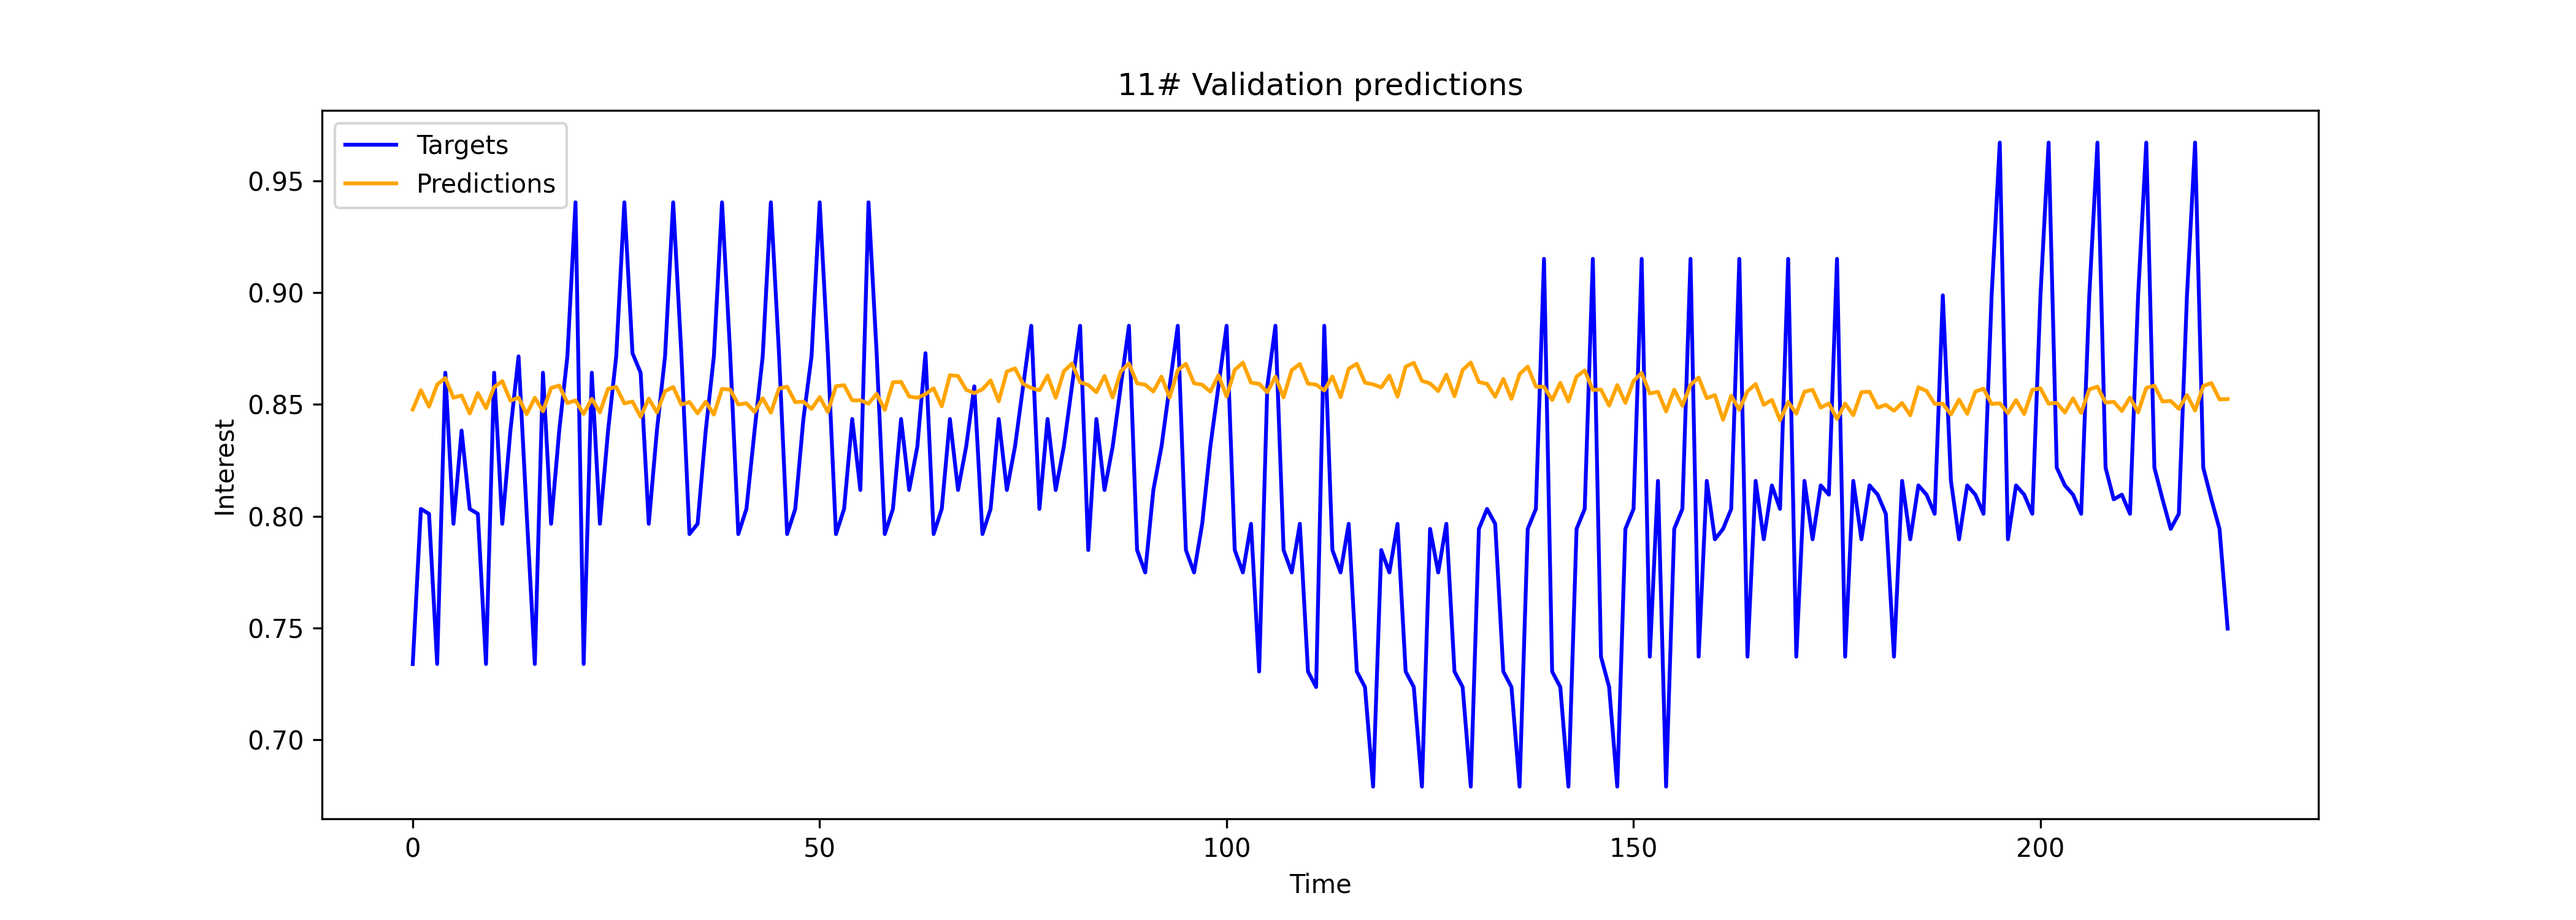 11# Validation predictions
Targets
Predictions
0.95
0.90
0.85
0.80
0.75
0.70
Interest
0 50 100 150 200
Time